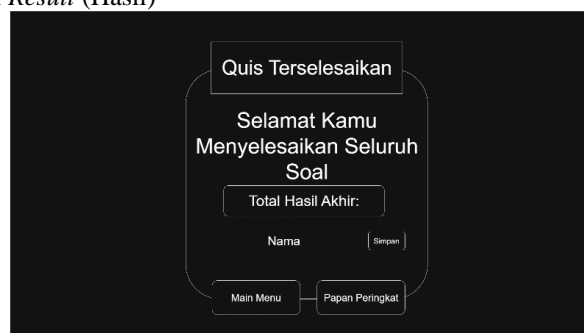 Result (Hasil)
Quis Terselesaikan
Selamat Kamu
Menyelesaikan Seluruh
Soal
Total Hasil Akhir:
Nama
Simpan
Main Menu
Papan Peringkat